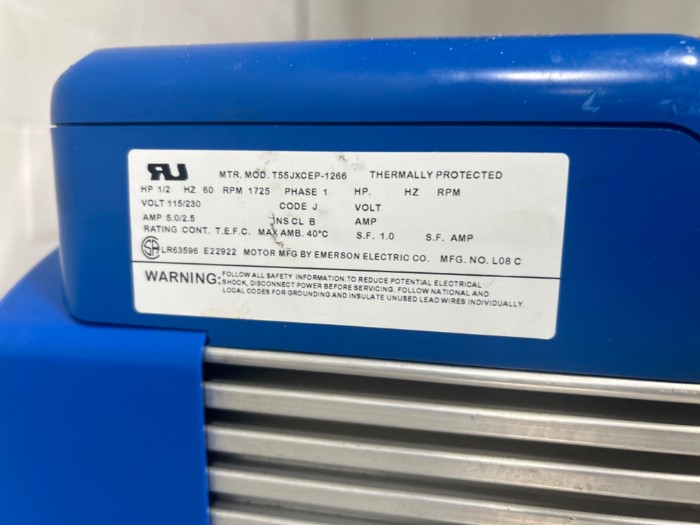 RU MTR. MOD. T55JXCEP-1266 THERMALLY PROTECTED
HP 1/2 HZ 60 RPM 1725 PHASE 1 HP. HZ RPM
VOLT 115/230 CODE J VOLT
AMP 5.0/2.5 INS CL B AMP
RATING CONT. T.E.F.C. MAX AMB. 40°C S.F. 1.0 S.F. AMP
SA LR63596 E22922 MOTOR MFG BY EMERSON ELECTRIC CO. MFG. NO. L08 C
WARNING: FOLLOW ALL SAFETY INFORMATION. TO REDUCE POTENTIAL ELECTRICAL
SHOCK, DISCONNECT POWER BEFORE SERVICING. FOLLOW NATIONAL AND
LOCAL CODES FOR GROUNDING AND INSULATE UNUSED LEAD WIRES INDIVIDUALLY.